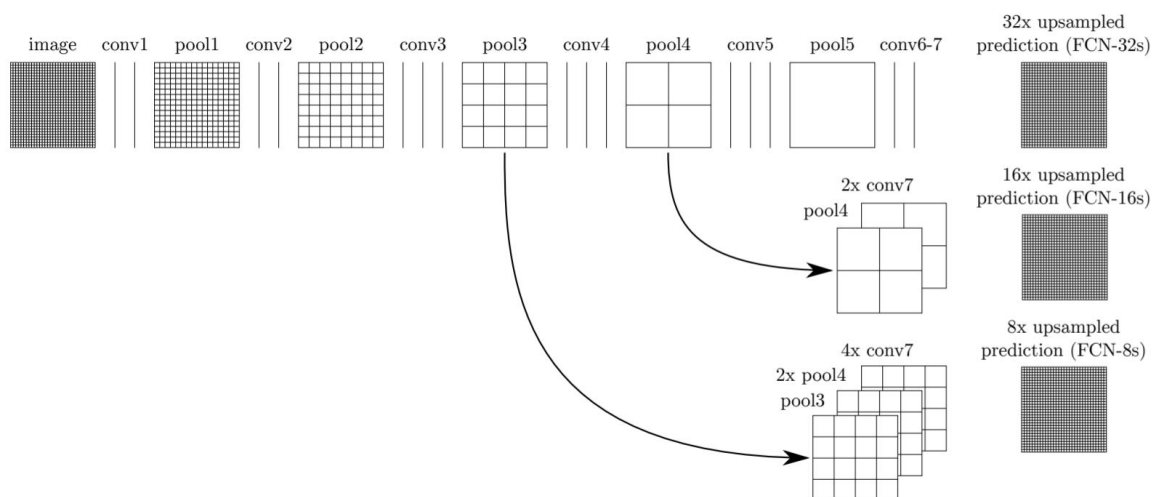 32x upsampled
image conv1 pool1 conv2 pool2 conv3 pool3 conv4 pool4 conv5 pool5 conv6-7 prediction (FCN-32s)
16x upsampled
2x conv7 prediction (FCN-16s)
pool4
8x upsampled
4x conv7 prediction (FCN-8s)
2x pool4
pool3